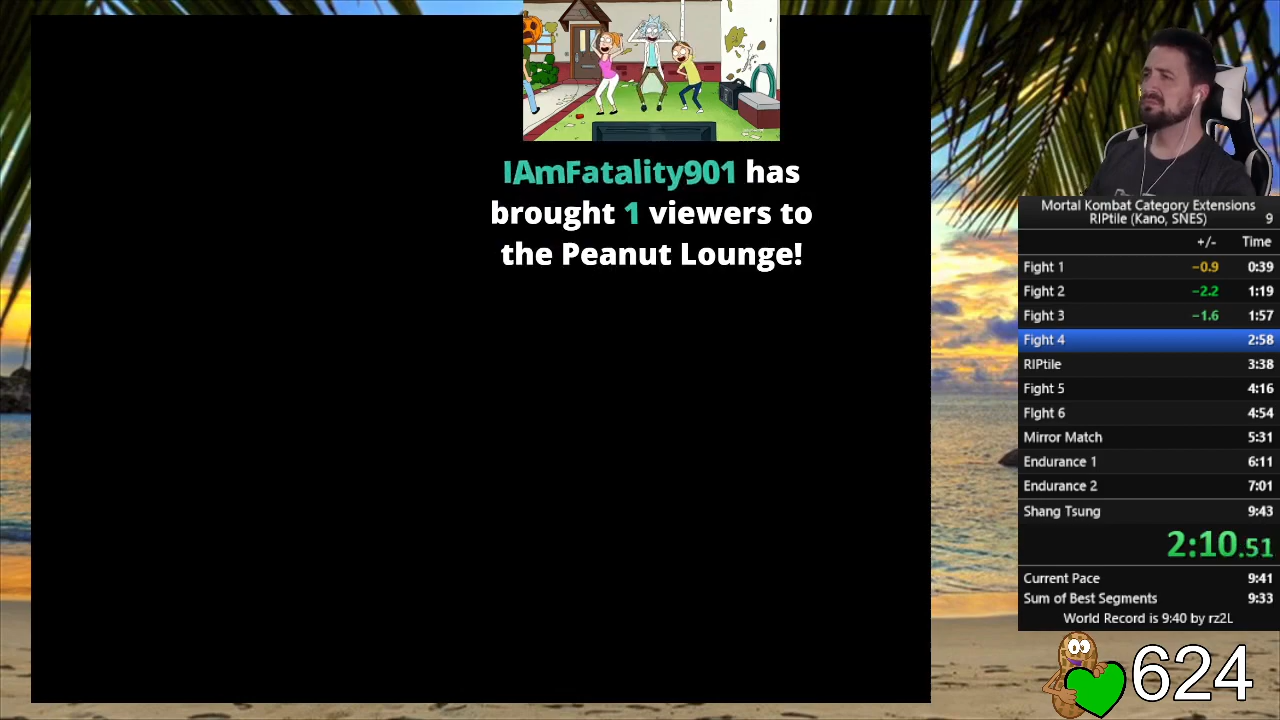 IAmFatality901 has
brought 1 viewers to
the Peanut Lounge!
Mortal Kombat Category Extensions
RIPtile (Kano, SNES) 9
+/- Time
Fight 1 −0.9 0:39
Fight 2 −2.2 1:19
Fight 3 −1.6 1:57
Fight 4 2:58
RIPtile 3:38
Fight 5 4:16
Fight 6 4:54
Mirror Match 5:31
Endurance 1 6:11
Endurance 2 7:01
Shang Tsung 9:43
2:10.51
Current Pace 9:41
Sum of Best Segments 9:33
World Record is 9:40 by rz2L
624